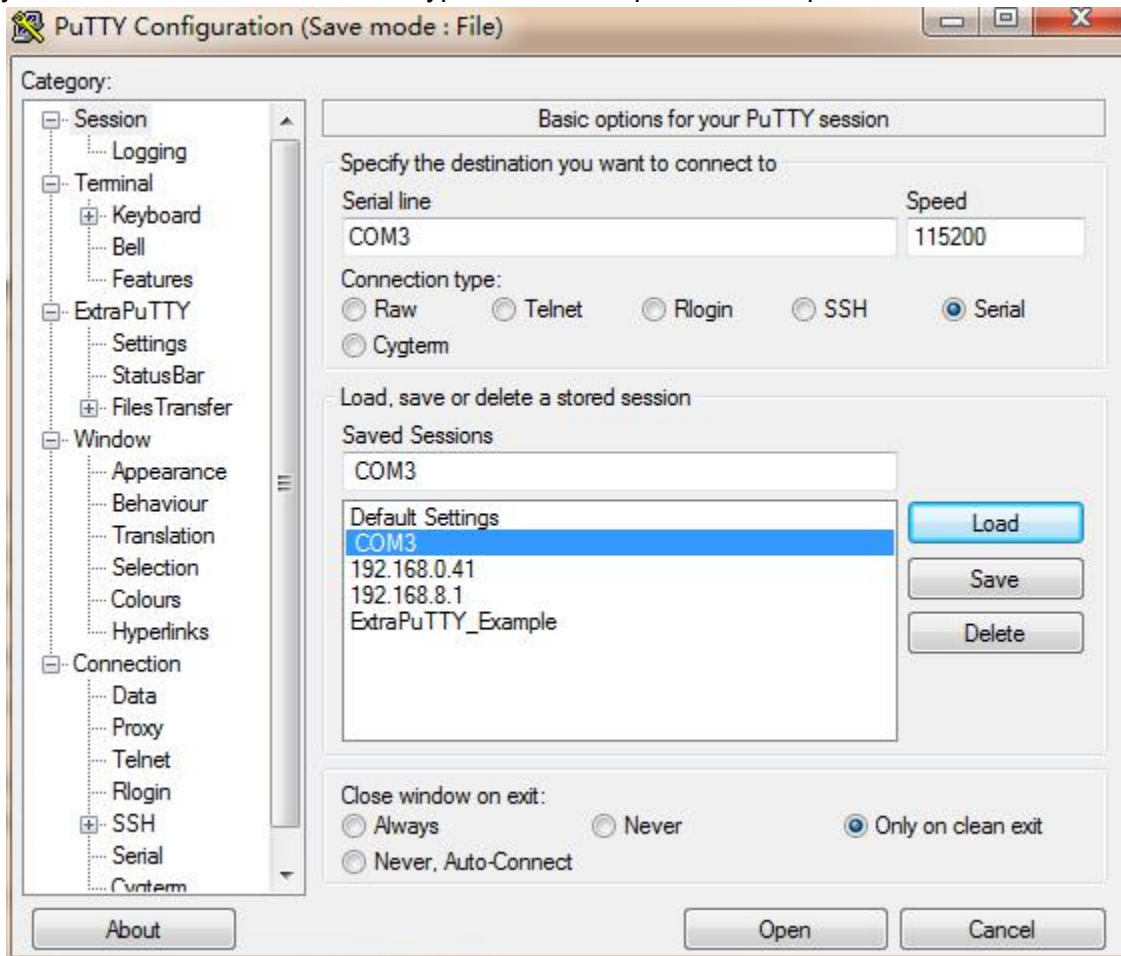 PuTTY Configuration (Save mode : File)
Category:
Session
Logging
Terminal
Keyboard
Bell
Features
ExtraPuTTY
Settings
StatusBar
FilesTransfer
Window
Appearance
Behaviour
Translation
Selection
Colours
Hyperlinks
Connection
Data
Proxy
Telnet
Rlogin
SSH
Serial
Cygterm
About
Basic options for your PuTTY session
Specify the destination you want to connect to
Serial line Speed
COM3 115200
Connection type:
Raw Telnet Rlogin SSH Serial
Cygterm
Load, save or delete a stored session
Saved Sessions
COM3
Default Settings
COM3
192.168.0.41
192.168.8.1
ExtraPuTTY_Example
Load
Save
Delete
Close window on exit:
Always Never Only on clean exit
Never, Auto-Connect
Open Cancel